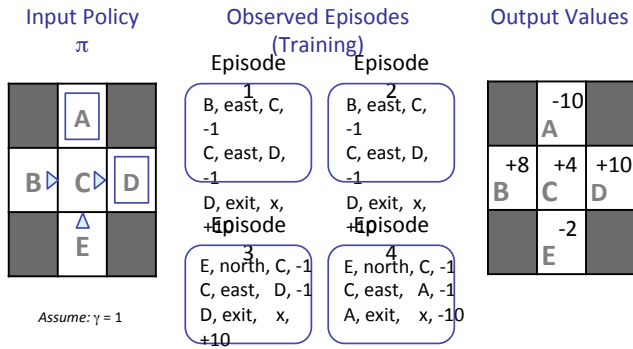 Input Policy
π
A
B
C
D
E
Assume: γ = 1
Observed Episodes
(Training)
Episode
1
B, east, C,
-1
C, east, D,
-1
D, exit, x,
+10
Episode
2
B, east, C,
-1
C, east, D,
-1
D, exit, x,
+10
Episode
3
E, north, C, -1
C, east, D, -1
D, exit, x,
+10
Episode
4
E, north, C, -1
C, east, A, -1
A, exit, x, -10
Output Values
-10
A
+8
B
+4
C
+10
D
-2
E